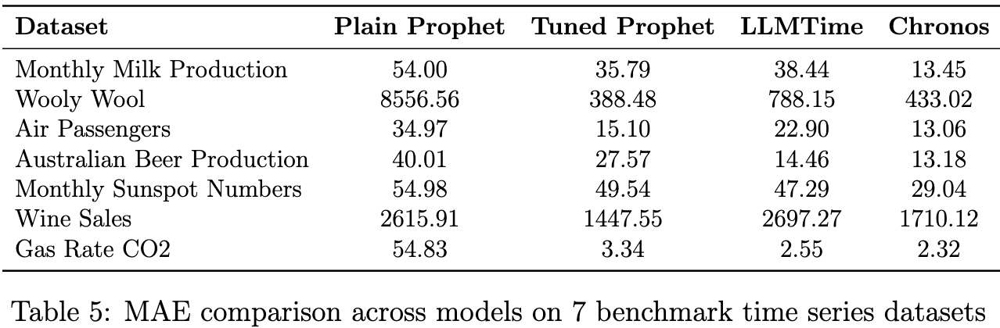 Dataset Plain Prophet Tuned Prophet LLMTime Chronos
Monthly Milk Production 54.00 35.79 38.44 13.45
Wooly Wool 8556.56 388.48 788.15 433.02
Air Passengers 34.97 15.10 22.90 13.06
Australian Beer Production 40.01 27.57 14.46 13.18
Monthly Sunspot Numbers 54.98 49.54 47.29 29.04
Wine Sales 2615.91 1447.55 2697.27 1710.12
Gas Rate CO2 54.83 3.34 2.55 2.32
Table 5: MAE comparison across models on 7 benchmark time series datasets